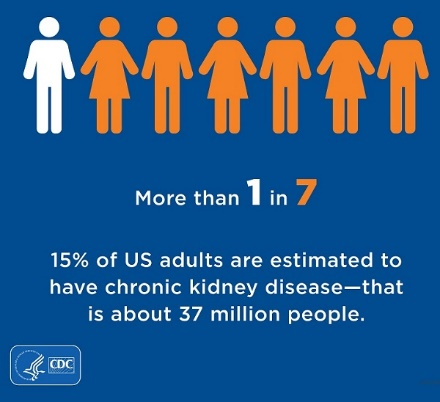 More than 1 in 7
15% of US adults are estimated to
have chronic kidney disease—that
is about 37 million people.
CDC